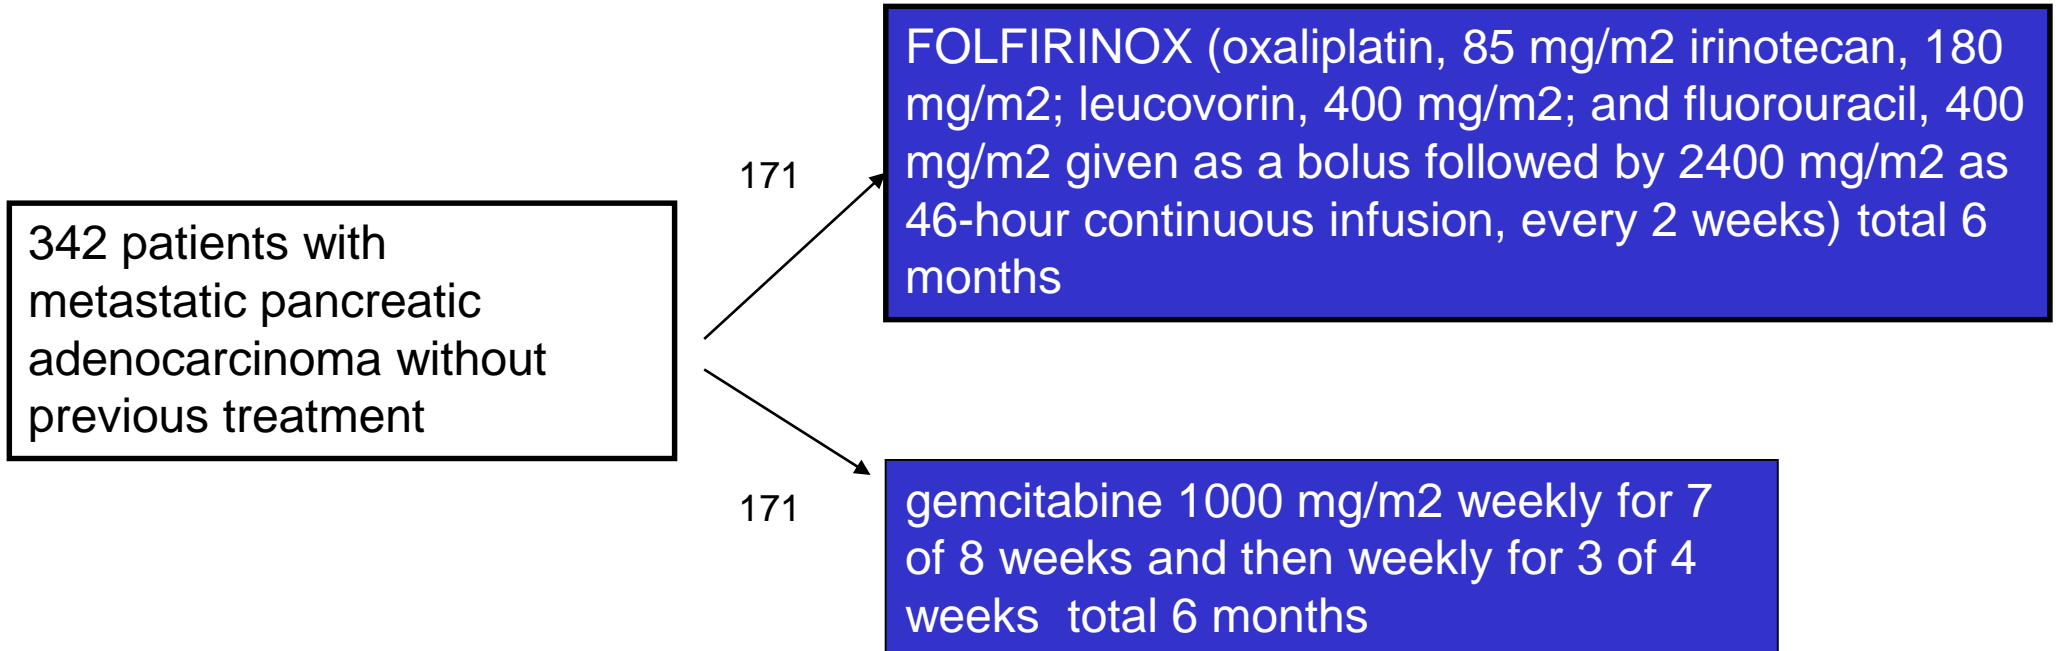 342 patients with
metastatic pancreatic
adenocarcinoma without
previous treatment
171
FOLFIRINOX (oxaliplatin, 85 mg/m2 irinotecan, 180
mg/m2; leucovorin, 400 mg/m2; and fluorouracil, 400
mg/m2 given as a bolus followed by 2400 mg/m2 as
46-hour continuous infusion, every 2 weeks) total 6
months
171
gemcitabine 1000 mg/m2 weekly for 7
of 8 weeks and then weekly for 3 of 4
weeks  total 6 months